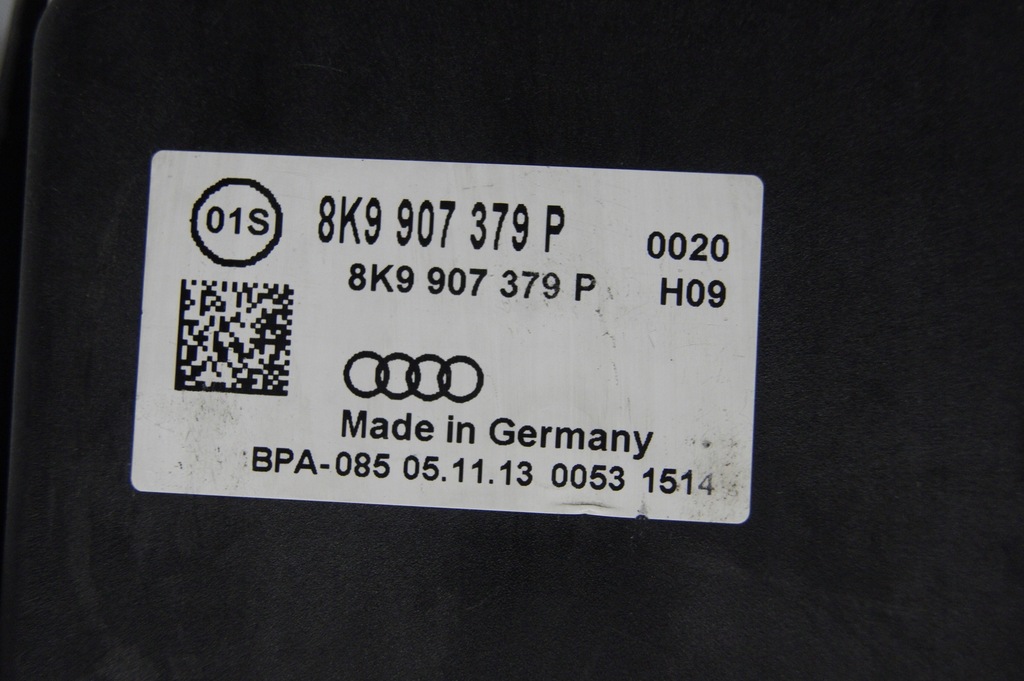 01S
8K9 907 379 P 0020
8K9 907 379 P H09
Made in Germany
BPA-085 05.11.13 0053 1514